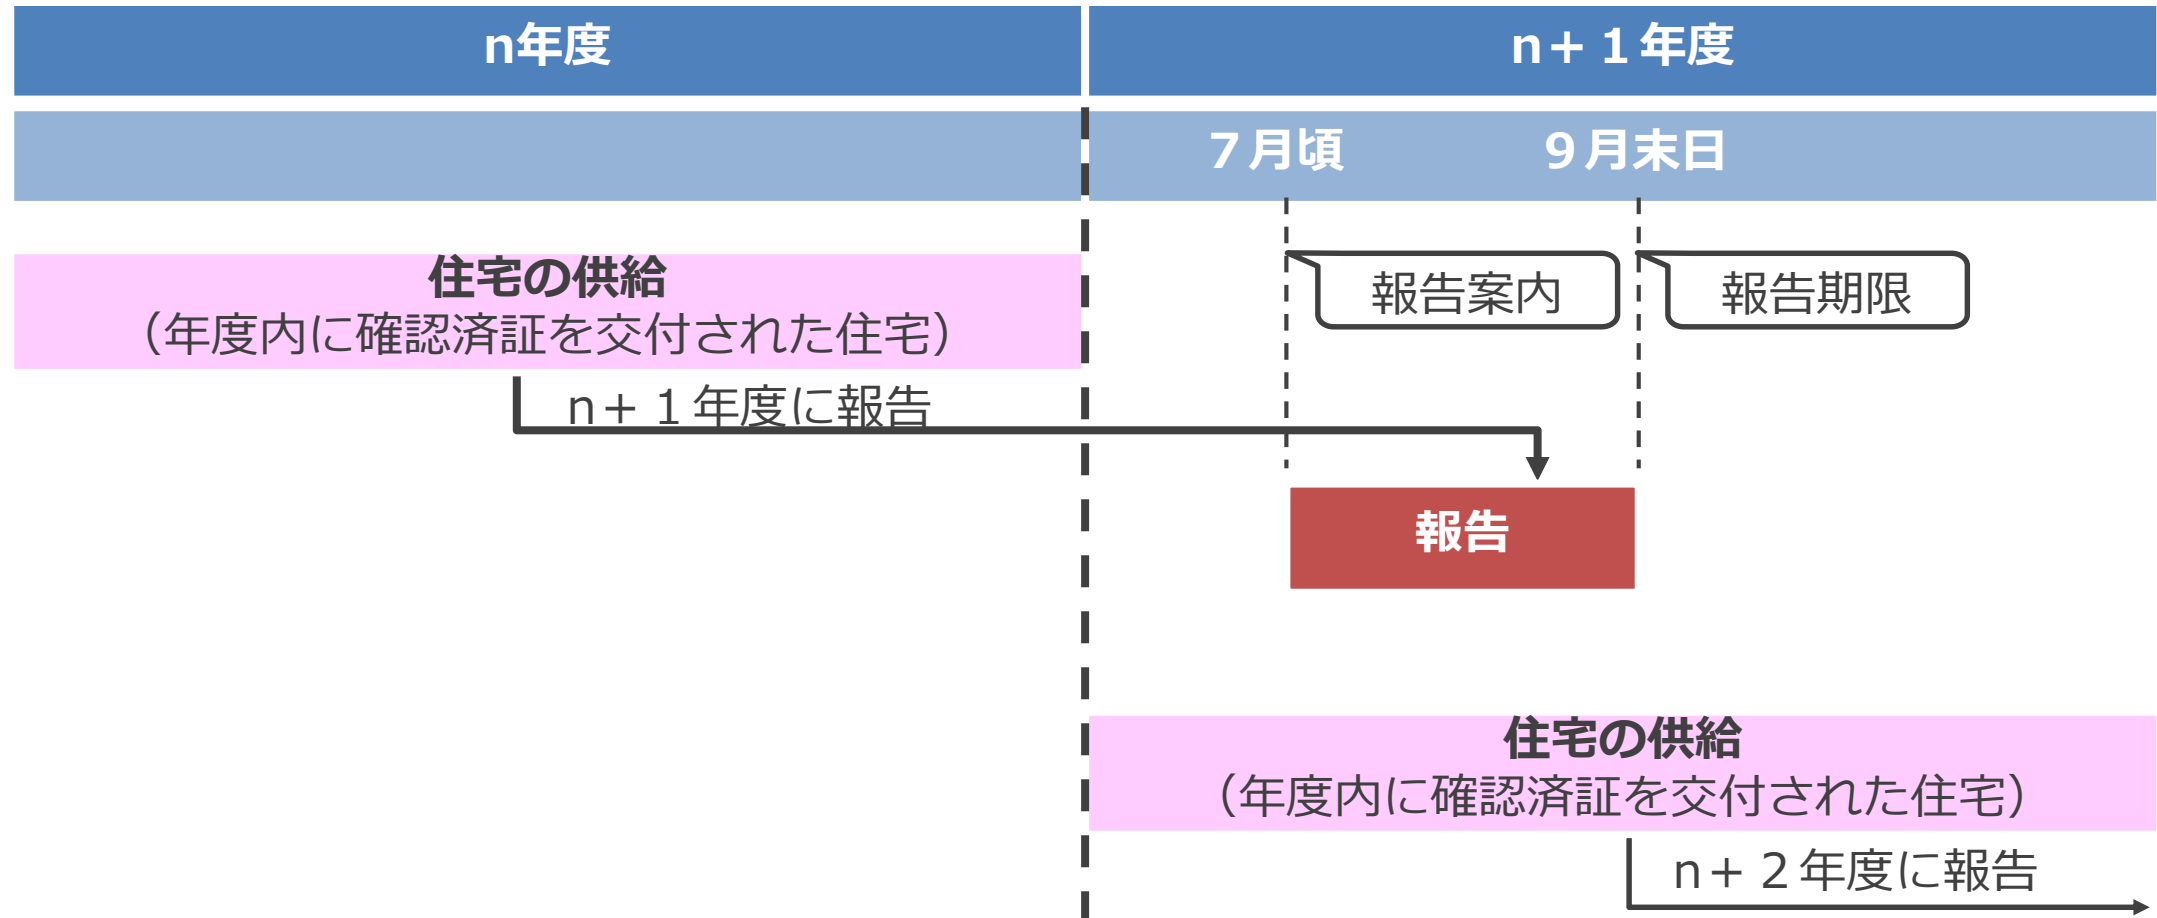 n年度
n+１年度
７月頃
９月末日
住宅の供給
（年度内に確認済証を交付された住宅）
報告案内
報告期限
n+１年度に報告
報告
住宅の供給
（年度内に確認済証を交付された住宅）
n+２年度に報告